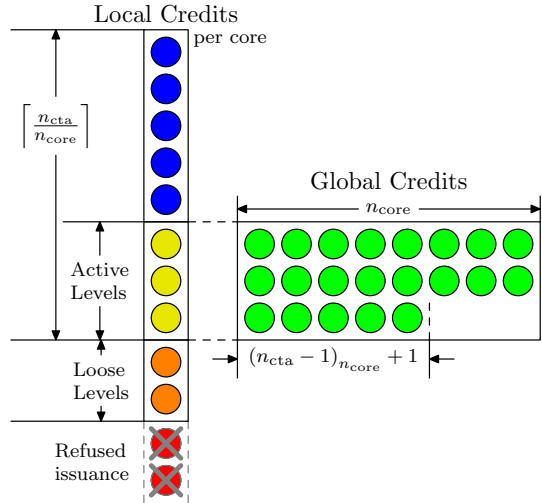 Local Credits
per core
⌈n_cta/n_core⌉
Global Credits
n_core
Active
Levels
(n_cta − 1)_{n_core} + 1
Loose
Levels
Refused
issuance